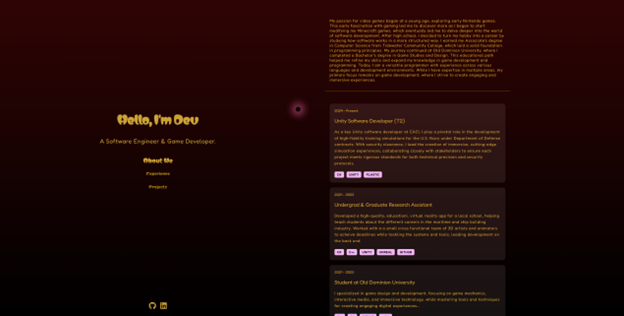 Hello, I'm Dev
A Software Engineer & Game Developer.
About Me
Experience
Projects
My passion for video games began at a young age, exploring early Nintendo games.
This early fascination with gaming led me to discover more as I began to start
modifying my Minecraft games, which eventually led me to delve deeper into the world
of software development. After high school, I decided to turn my hobby into a career by
studying how software works in a more structured way. I earned my Associate's degree
in Computer Science from Tidewater Community College, which laid a solid foundation
in programming principles. My journey continued at Old Dominion University, where I
completed a Bachelor's degree in Game Studies and Design. This educational path
helped me refine my skills and expand my knowledge in game development and
programming. Today, I am a versatile programmer with experience across various
languages and development environments. While I have expertise in multiple areas, my
primary focus remains on game development, where I strive to create engaging and
immersive experiences.
2023 - Present
Unity Software Developer (TS)
As a key Unity software developer at CACI, I play a pivotal role in the development
of high-fidelity training simulations for the U.S. Navy under Department of Defense
contracts. With security clearance, I lead the creation of immersive, cutting-edge
simulation experiences, collaborating closely with stakeholders to ensure each
project meets rigorous standards for both technical precision and security
protocols.
C#
UNITY
PLASTIC
2021 - 2023
Undergrad & Graduate Research Assistant
Developed a high-quality, educational, virtual reality app for a local school, helping
teach students about the different careers in the maritime and ship-building
industry. Worked with a small cross functional team of 3D artists and animators
to achieve deadlines while tracking the systems and tools, leading development on
the back end.
C#
C++
UNITY
UNREAL
GITHUB
2021 - 2023
Student at Old Dominion University
I specialized in game design and development, focusing on game mechanics,
interactive media, and immersive technology, while mastering tools and techniques
for creating engaging digital experiences.